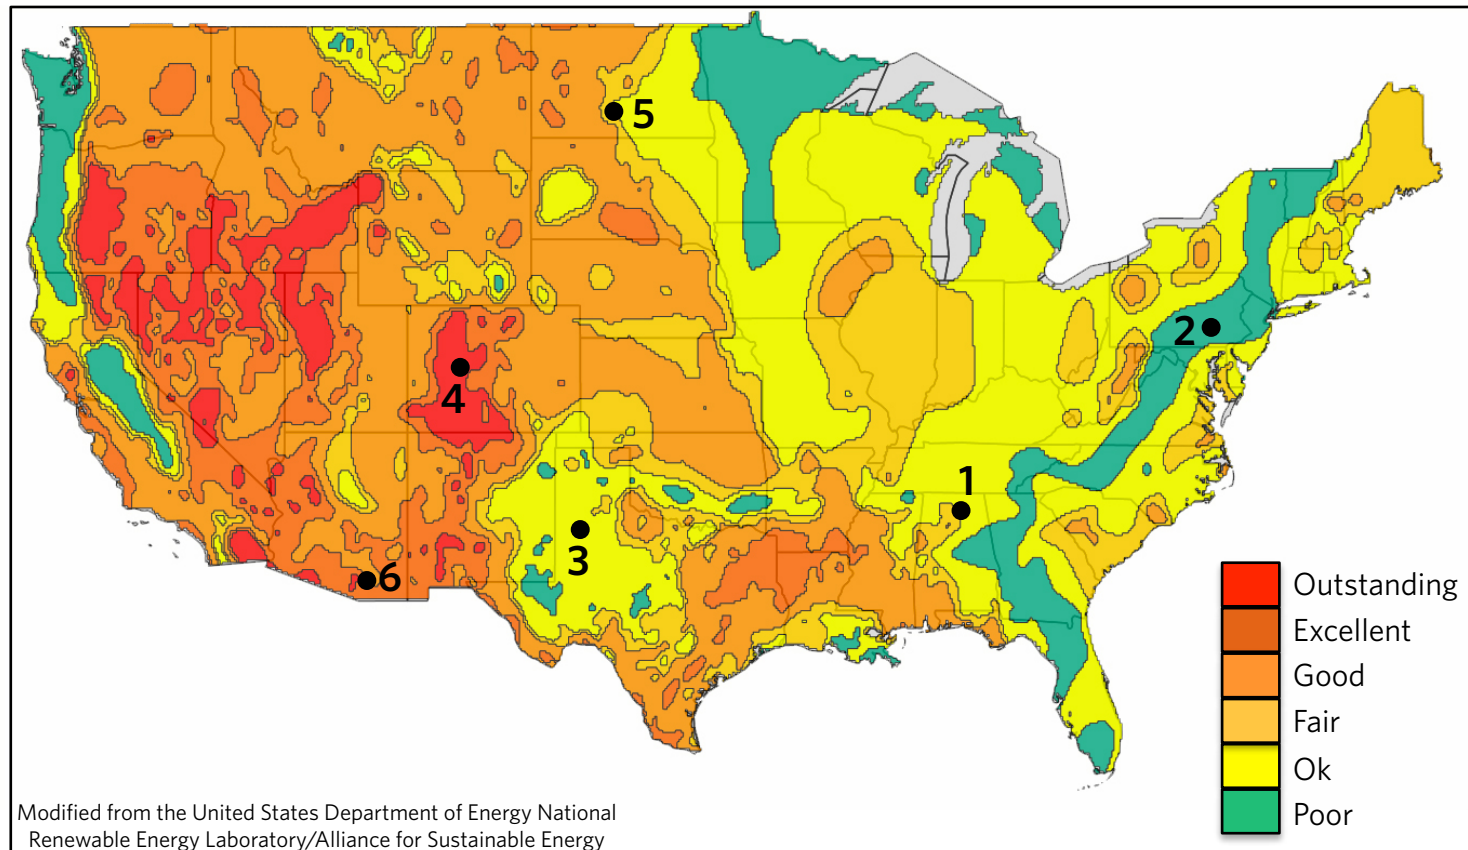 5
2
4
1
3
6
Outstanding
Excellent
Good
Fair
Ok
Poor
Modified from the United States Department of Energy National
Renewable Energy Laboratory/Alliance for Sustainable Energy